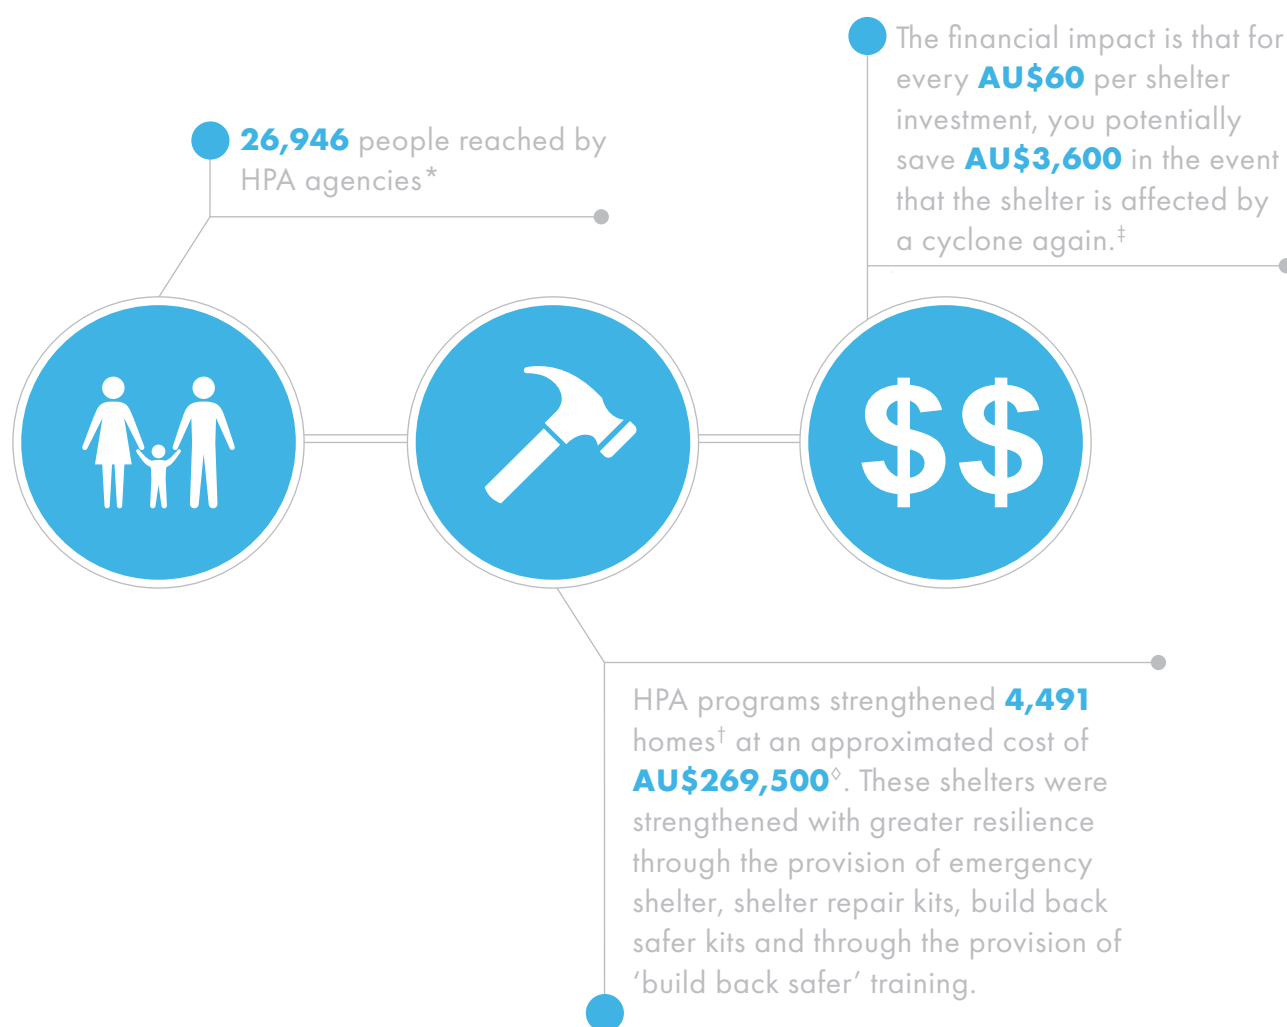 26,946 people reached by
HPA agencies*
The financial impact is that for
every AU$60 per shelter
investment, you potentially
save AU$3,600 in the event
that the shelter is affected by
a cyclone again.‡
$$
HPA programs strengthened 4,491
homes† at an approximated cost of
AU$269,500◊. These shelters were
strengthened with greater resilience
through the provision of emergency
shelter, shelter repair kits, build back
safer kits and through the provision of
‘build back safer’ training.